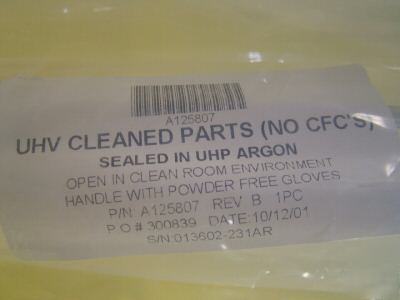 A125807
UHV CLEANED PARTS (NO CFC'S)
SEALED IN UHP ARGON
OPEN IN CLEAN ROOM ENVIRONMENT
HANDLE WITH POWDER FREE GLOVES
P/N: A125807 REV B 1PC
P.O.# 300839 DATE:10/12/01
S/N:013602-231AR